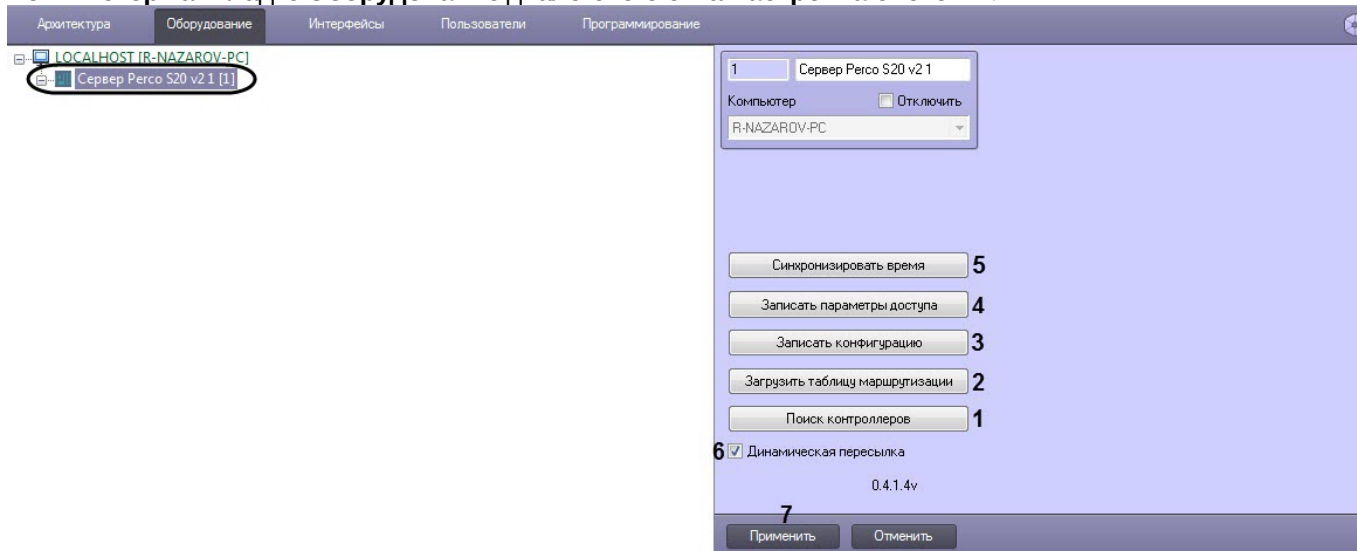 Архитектура Оборудование Интерфейсы Пользователи Программирование
LOCALHOST [R-NAZAROV-PC]
Сервер Perco S20 v2 1 [1]
1 Сервер Perco S20 v2 1
Компьютер Отключить
R-NAZAROV-PC
Синхронизировать время 5
Записать параметры доступа 4
Записать конфигурацию 3
Загрузить таблицу маршрутизации 2
Поиск контроллеров 1
6 Динамическая пересылка
0.4.1.4v
7
Применить Отменить